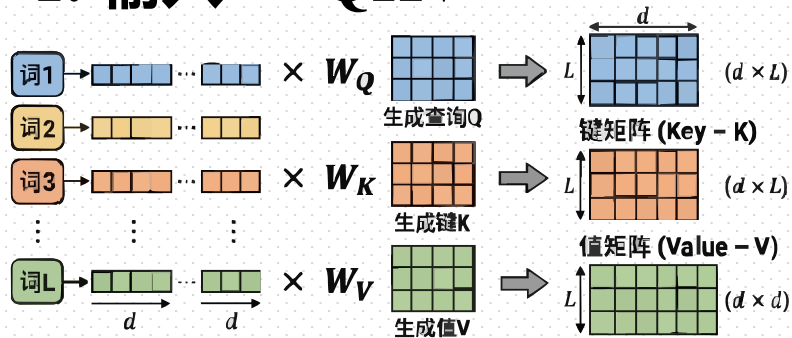 d
词1 × W_Q L (d × L)
生成查询Q
词2 键矩阵 (Key – K)
词3 × W_K L (d × L)
生成键K
值矩阵 (Value – V)
词L × W_V L (d × d)
d d 生成值V